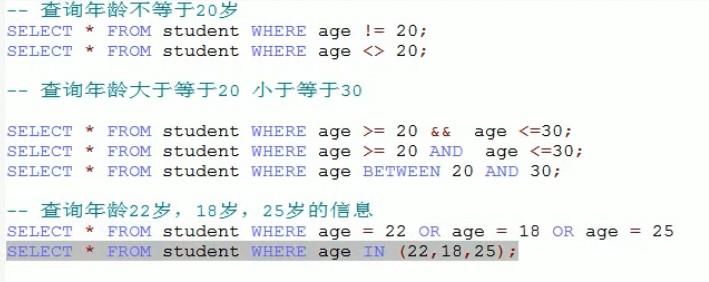 -- 查询年龄不等于20岁
SELECT * FROM student WHERE age != 20;
SELECT * FROM student WHERE age <> 20;
-- 查询年龄大于等于20 小于等于30
SELECT * FROM student WHERE age >= 20 &&  age <=30;
SELECT * FROM student WHERE age >= 20 AND  age <=30;
SELECT * FROM student WHERE age BETWEEN 20 AND 30;
-- 查询年龄22岁，18岁，25岁的信息
SELECT * FROM student WHERE age = 22 OR age = 18 OR age = 25
SELECT * FROM student WHERE age IN (22,18,25);